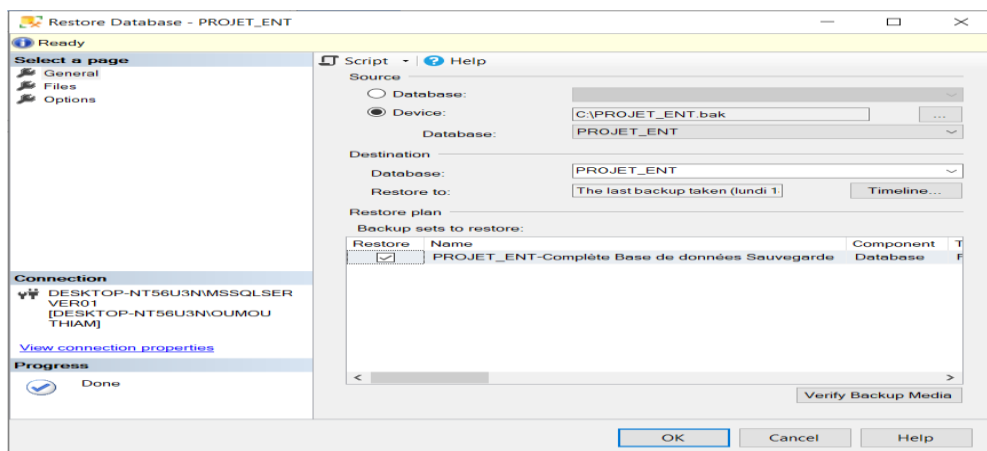 Restore Database - PROJET_ENT
Ready
Select a page
General
Files
Options
Script
Help
Source
Database:
Device:
C:\PROJET_ENT.bak
...
Database:
PROJET_ENT
Destination
Database:
PROJET_ENT
Restore to:
The last backup taken (lundi 1
Timeline...
Restore plan
Backup sets to restore:
Restore Name Component T
PROJET_ENT-Complète Base de données Sauvegarde Database F
Verify Backup Media
Connection
DESKTOP-NT56U3N\MSSQLSER
VER01
[DESKTOP-NT56U3N\OUMOU
THIAM]
View connection properties
Progress
Done
OK
Cancel
Help